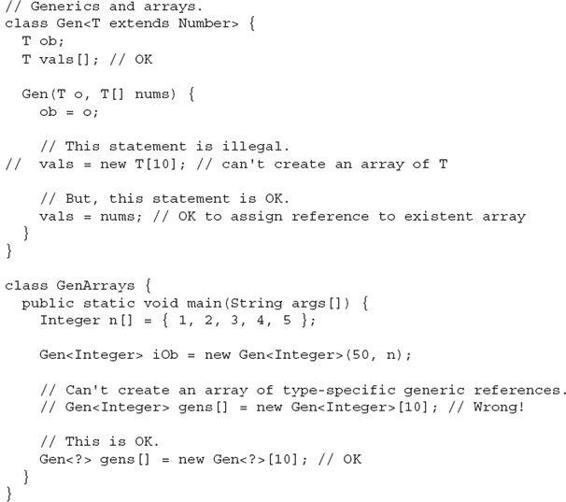 // Generics and arrays.
class Gen<T extends Number> {
  T ob;
  T vals[]; // OK

  Gen(T o, T[] nums) {
    ob = o;

    // This statement is illegal.
//  vals = new T[10]; // can't create an array of T

    // But, this statement is OK.
    vals = nums; // OK to assign reference to existent array
  }
}

class GenArrays {
  public static void main(String args[]) {
    Integer n[] = { 1, 2, 3, 4, 5 };

    Gen<Integer> iOb = new Gen<Integer>(50, n);

    // Can't create an array of type-specific generic references.
    // Gen<Integer> gens[] = new Gen<Integer>[10]; // Wrong!

    // This is OK.
    Gen<?> gens[] = new Gen<?>[10]; // OK
  }
}